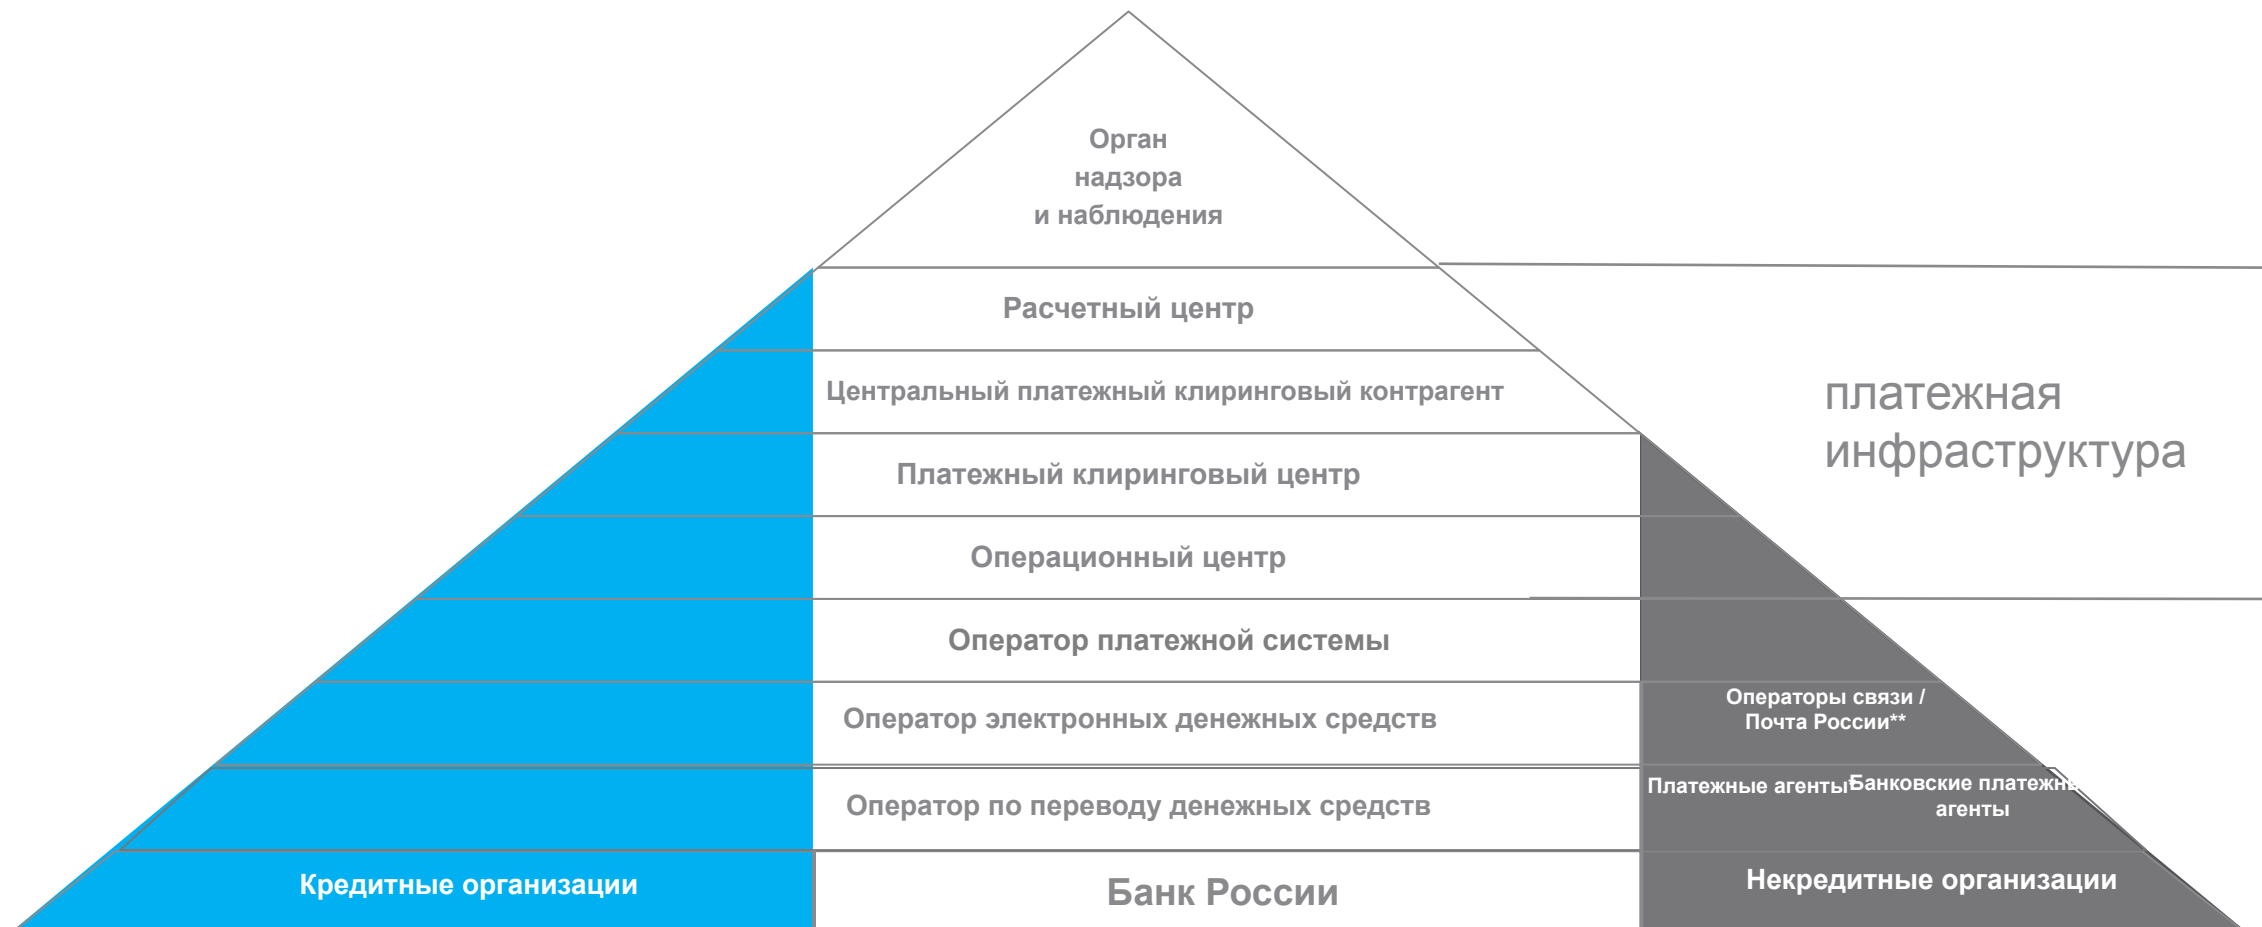 Орган
надзора
и наблюдения
Расчетный центр
Центральный платежный клиринговый контрагент
платежная
инфраструктура
Платежный клиринговый центр
Операционный центр
Оператор платежной системы
Оператор электронных денежных средств
Операторы связи /
Почта России**
Оператор по переводу денежных средств
Платежные агенты
Банковские
агенты
Кредитные организации
Банк России
Некредитные организации